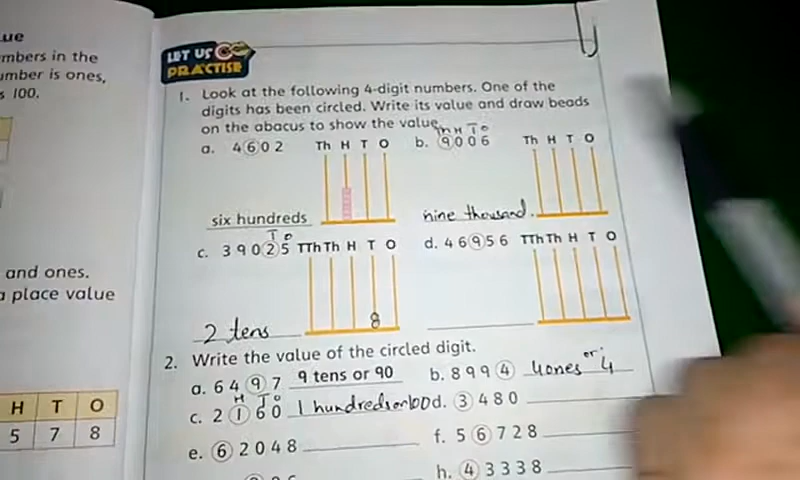 ue
mbers in the
umber is ones,
s 100.
and ones.
a place value
H T O
5 7 8
LET US
PRACTISE
1. Look at the following 4-digit numbers. One of the
digits has been circled. Write its value and draw beads
on the abacus to show the value.
a. 4602 Th H T O
six hundreds
Th H T O
b. 9006 Th H T O
nine thousand.
T O
c. 39025 TTh Th H T O
2 tens
d. 46956 TTh Th H T O
2. Write the value of the circled digit.
a. 6497 9 tens or 90
b. 8994 4ones or 4
H T O
c. 2160 1 hundreds or 100
d. 3480
e. 62048
f. 56728
h. 43338